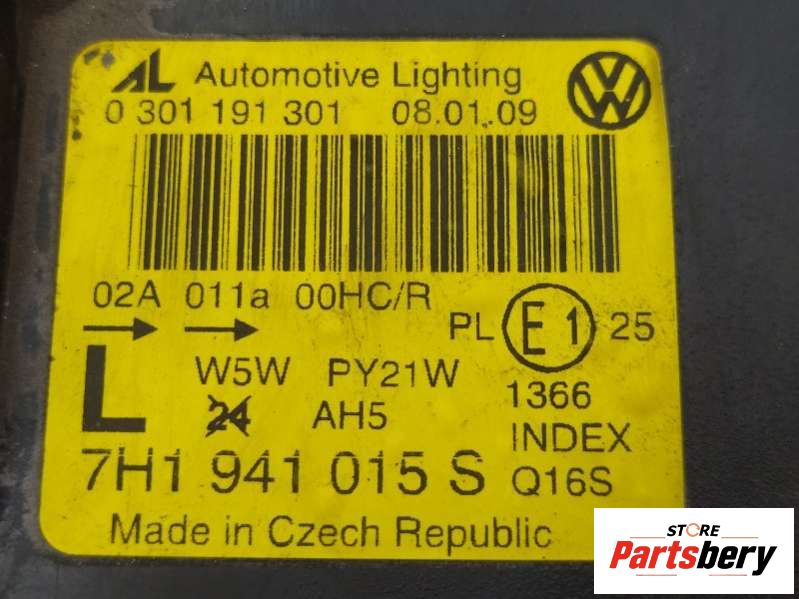 AL Automotive Lighting
0 301 191 301 08.01.09
02A 011a 00HC/R
PL E1 25
L W5W PY21W
24 AH5
1366
INDEX
7H1 941 015 S Q16S
Made in Czech Republic
STORE
Partsbery